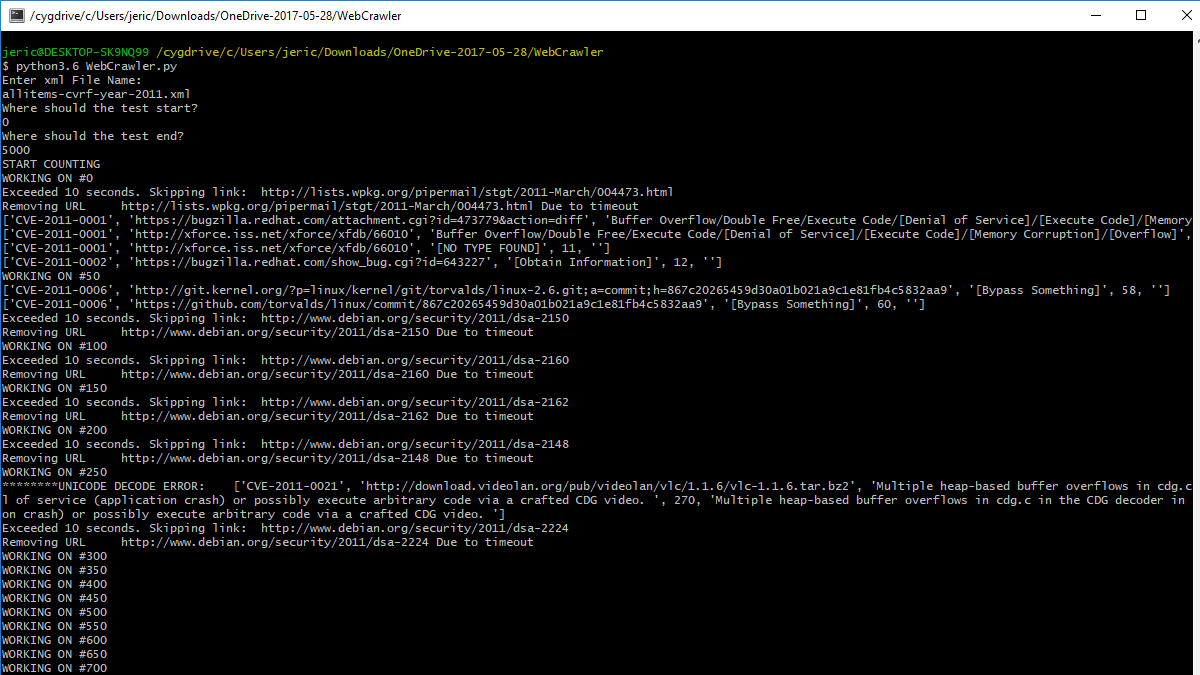 /cygdrive/c/Users/jeric/Downloads/OneDrive-2017-05-28/WebCrawler
jeric@DESKTOP-SK9NQ99 /cygdrive/c/Users/jeric/Downloads/OneDrive-2017-05-28/WebCrawler
$ python3.6 WebCrawler.py
Enter xml File Name:
allitems-cvrf-year-2011.xml
Where should the test start?
0
Where should the test end?
5000
START COUNTING
WORKING ON #0
Exceeded 10 seconds. Skipping link:  http://lists.wpkg.org/pipermail/stgt/2011-March/004473.html
Removing URL     http://lists.wpkg.org/pipermail/stgt/2011-March/004473.html Due to timeout
['CVE-2011-0001', 'https://bugzilla.redhat.com/attachment.cgi?id=473779&action=diff', 'Buffer Overflow/Double Free/Execute Code/[Denial of Service]/[Execute Code]/[Memory
['CVE-2011-0001', 'http://xforce.iss.net/xforce/xfdb/66010', 'Buffer Overflow/Double Free/Execute Code/[Denial of Service]/[Execute Code]/[Memory Corruption]/[Overflow]',
['CVE-2011-0001', 'http://xforce.iss.net/xforce/xfdb/66010', '[NO TYPE FOUND]', 11, '']
['CVE-2011-0002', 'https://bugzilla.redhat.com/show_bug.cgi?id=643227', '[Obtain Information]', 12, '']
WORKING ON #50
['CVE-2011-0006', 'http://git.kernel.org/?p=linux/kernel/git/torvalds/linux-2.6.git;a=commit;h=867c20265459d30a01b021a9c1e81fb4c5832aa9', '[Bypass Something]', 58, '']
['CVE-2011-0006', 'https://github.com/torvalds/linux/commit/867c20265459d30a01b021a9c1e81fb4c5832aa9', '[Bypass Something]', 60, '']
Exceeded 10 seconds. Skipping link:  http://www.debian.org/security/2011/dsa-2150
Removing URL     http://www.debian.org/security/2011/dsa-2150 Due to timeout
WORKING ON #100
Exceeded 10 seconds. Skipping link:  http://www.debian.org/security/2011/dsa-2160
Removing URL     http://www.debian.org/security/2011/dsa-2160 Due to timeout
WORKING ON #150
Exceeded 10 seconds. Skipping link:  http://www.debian.org/security/2011/dsa-2162
Removing URL     http://www.debian.org/security/2011/dsa-2162 Due to timeout
WORKING ON #200
Exceeded 10 seconds. Skipping link:  http://www.debian.org/security/2011/dsa-2148
Removing URL     http://www.debian.org/security/2011/dsa-2148 Due to timeout
WORKING ON #250
********UNICODE DECODE ERROR:    ['CVE-2011-0021', 'http://download.videolan.org/pub/videolan/vlc/1.1.6/vlc-1.1.6.tar.bz2', 'Multiple heap-based buffer overflows in cdg.c
l of service (application crash) or possibly execute arbitrary code via a crafted CDG video. ', 270, 'Multiple heap-based buffer overflows in cdg.c in the CDG decoder in
on crash) or possibly execute arbitrary code via a crafted CDG video. ']
Exceeded 10 seconds. Skipping link:  http://www.debian.org/security/2011/dsa-2224
Removing URL     http://www.debian.org/security/2011/dsa-2224 Due to timeout
WORKING ON #300
WORKING ON #350
WORKING ON #400
WORKING ON #450
WORKING ON #500
WORKING ON #550
WORKING ON #600
WORKING ON #650
WORKING ON #700